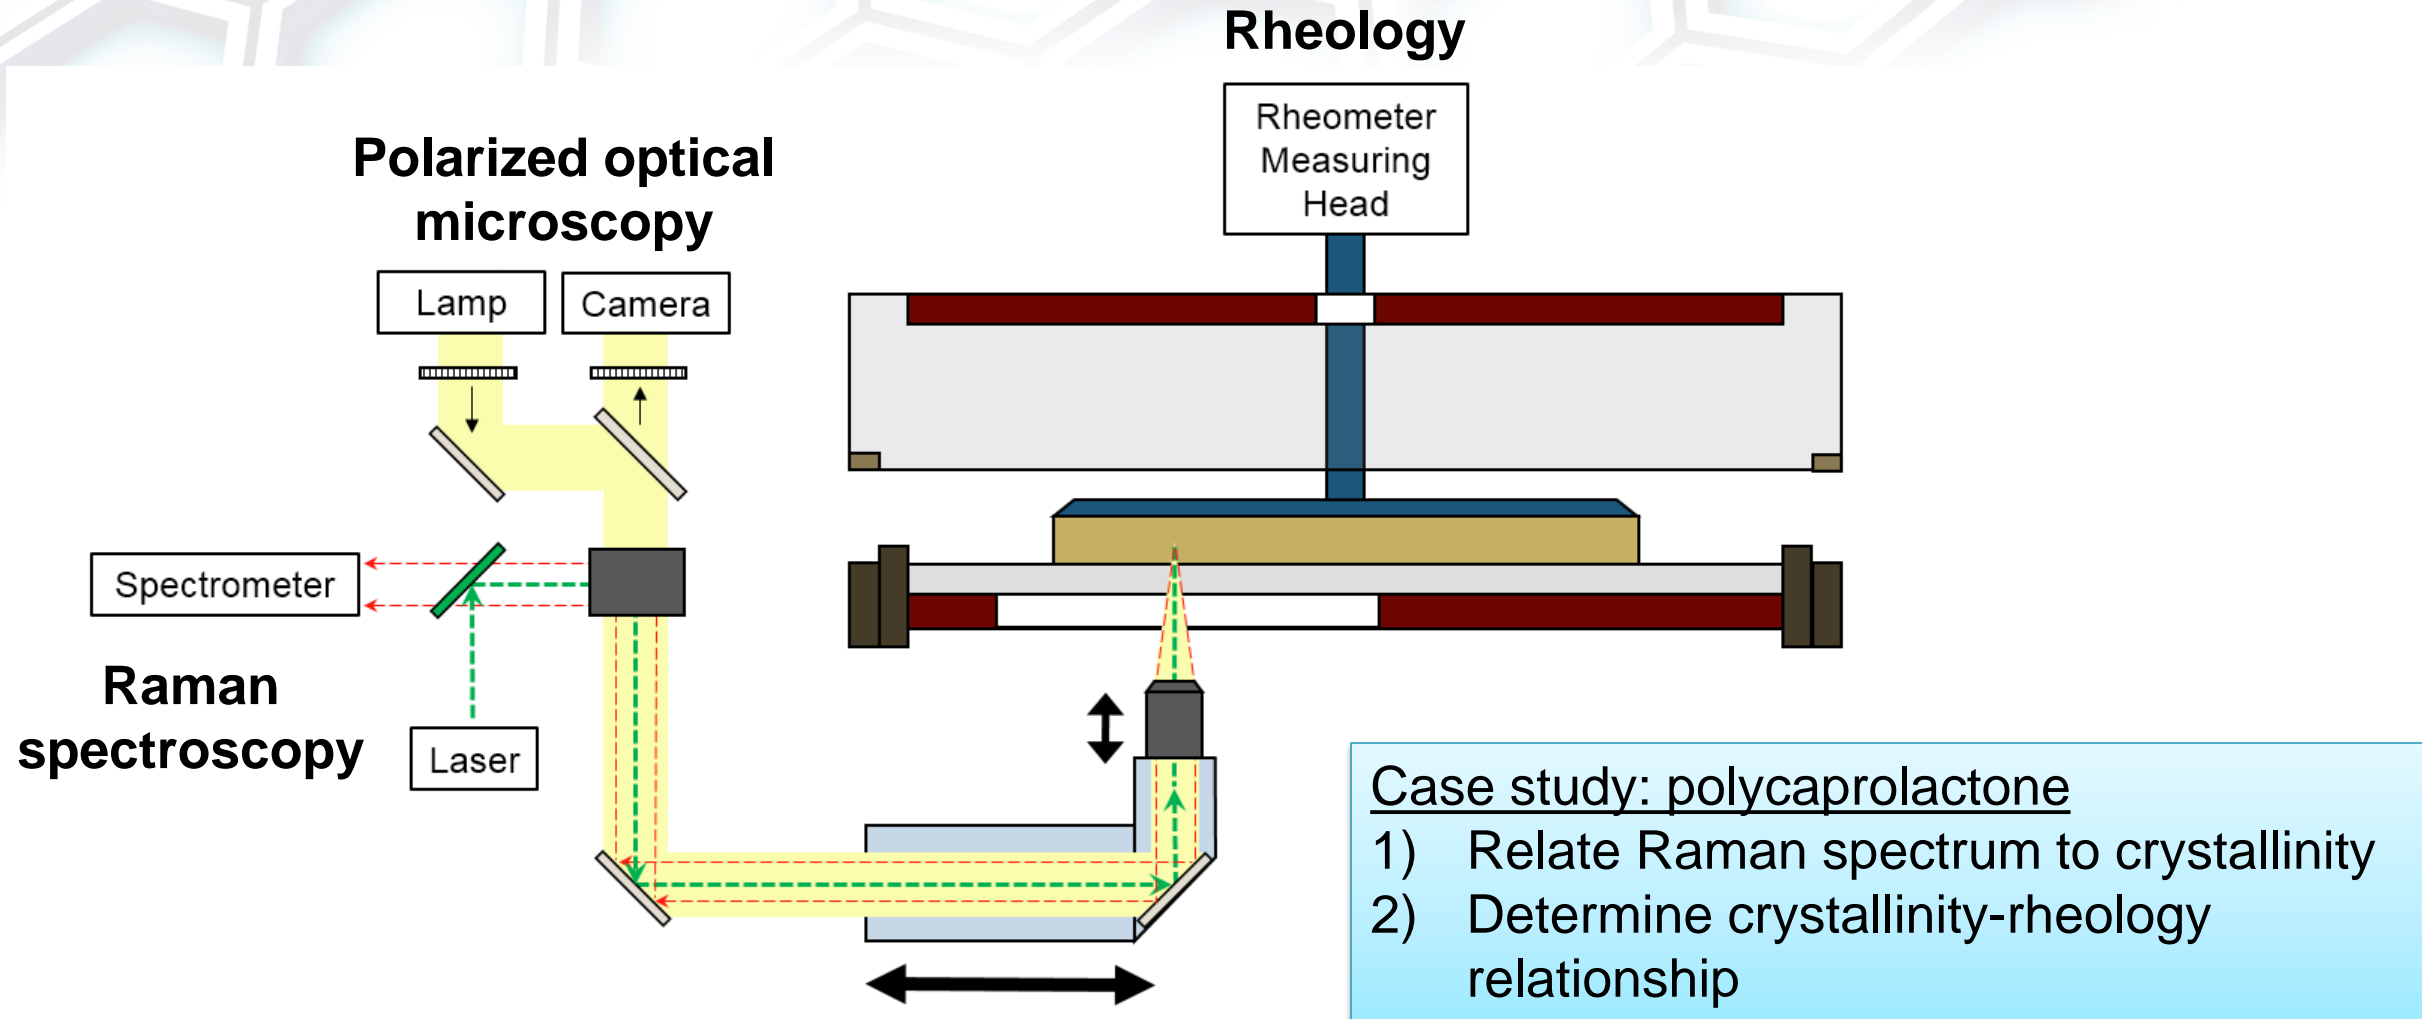 Rheology
Rheometer
Measuring
Head
Polarized optical
microscopy
Lamp
Camera
Spectrometer
Raman
spectroscopy
Laser
Case study: polycaprolactone
1) Relate Raman spectrum to crystallinity
2) Determine crystallinity-rheology
relationship